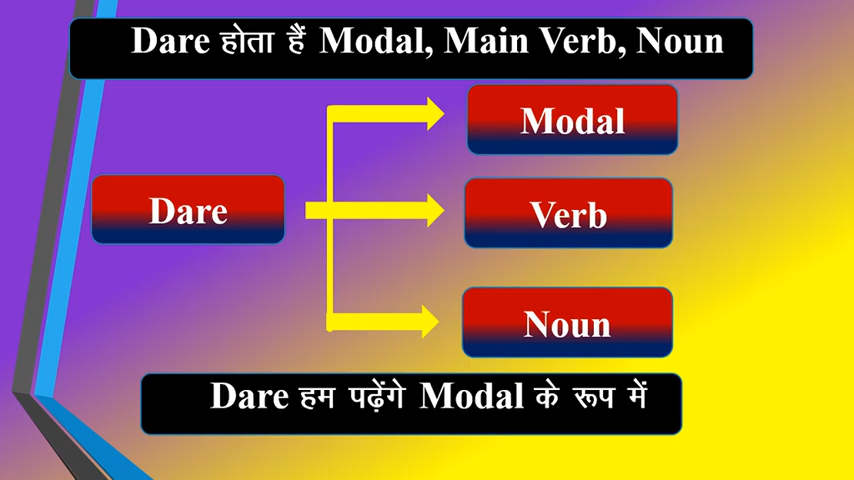 Dare होता हैं Modal, Main Verb, Noun
Modal
Dare
Verb
Noun
Dare हम पढ़ेंगे Modal के रूप में